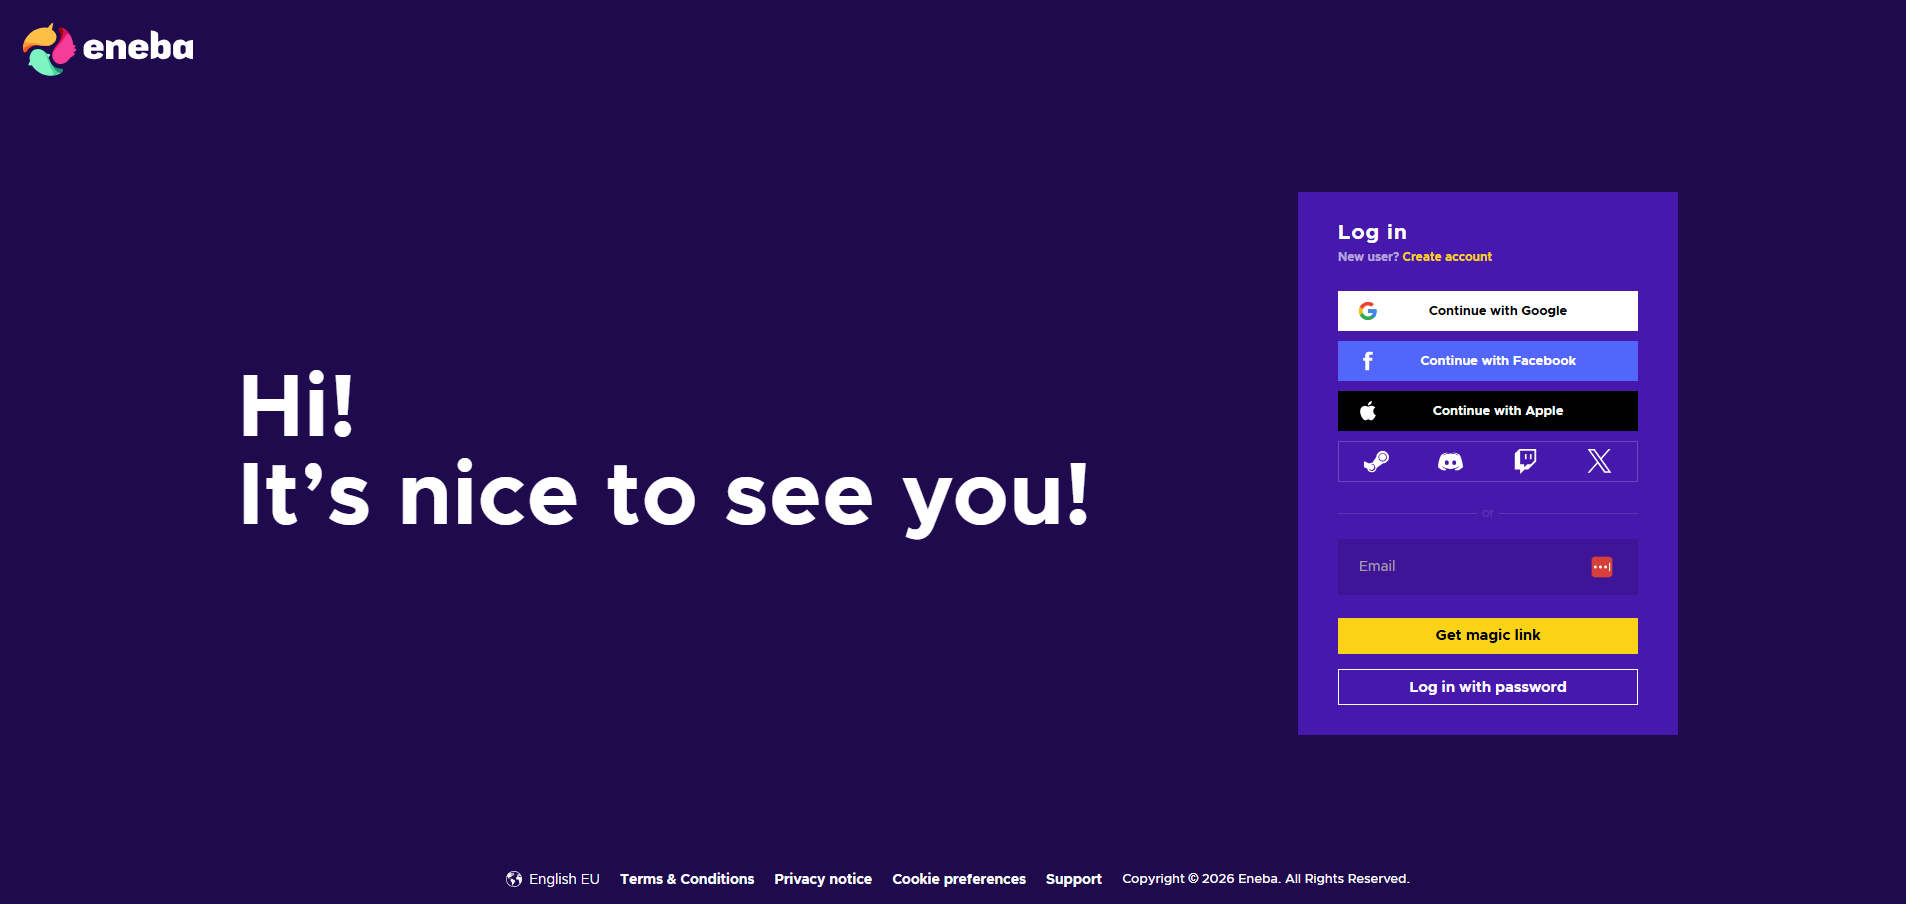 eneba
Log in
New user? Create account
Continue with Google
Continue with Facebook
Continue with Apple
Hi!
It’s nice to see you!
or
Email
Get magic link
Log in with password
English EU Terms & Conditions Privacy notice Cookie preferences Support Copyright © 2026 Eneba. All Rights Reserved.